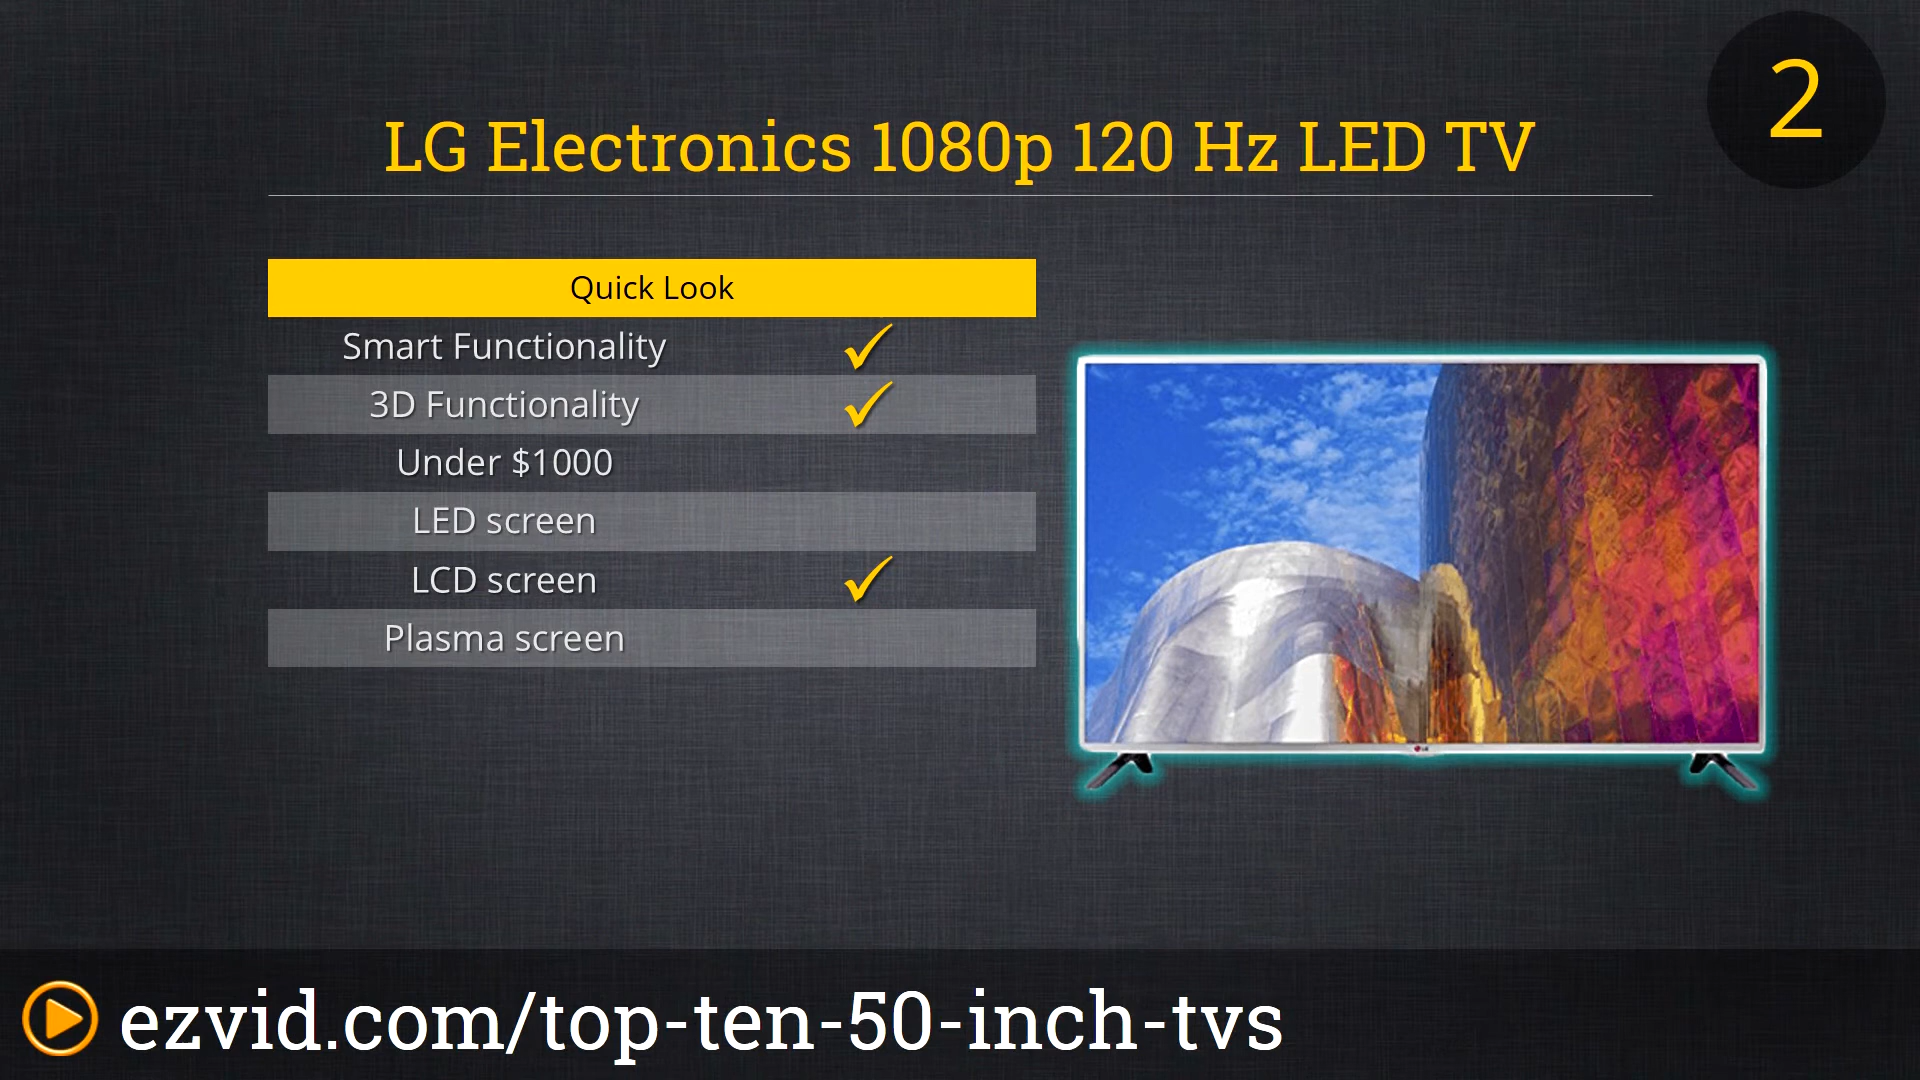 2
LG Electronics 1080p 120 Hz LED TV
Quick Look
Smart Functionality ✓
3D Functionality ✓
Under $1000
LED screen
LCD screen ✓
Plasma screen
LG
ezvid.com/top-ten-50-inch-tvs